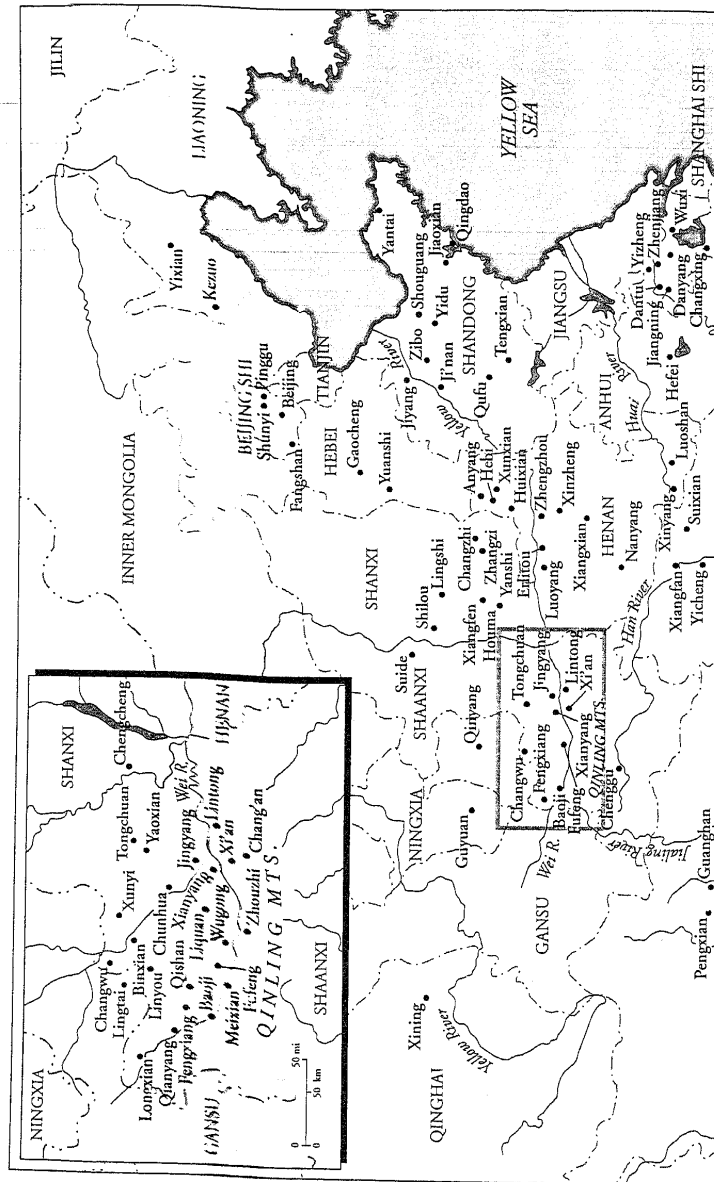 JILIN
LIAONING
INNER MONGOLIA
Yixian
Kezuo
BEIJING SHI
Shunyi
Pinggu
Beijing
Fangshan
TIANJIN
HEBEI
Gaocheng
Yuanshi
YELLOW
SEA
Yantai
Shouguang
Jiaoxian
Qingdao
Zibo
Yidu
SHANDONG
Ji'nan
Jiyang
Yellow River
Qufu
Tengxian
SHANXI
Shilou
Lingshi
Anyang
Hebi
Xunxian
Huixian
Changzhi
Zhangzi
Xiangfen
Houma
Yanshi
Erlitou
Luoyang
Zhengzhou
Xinzheng
Xiangxian
HENAN
Nanyang
JIANGSU
ANHUI
Huai River
Dantu
Yizheng
Zhenjiang
Wuxi
SHANGHAI SHI
Jiangning
Danyang
Changxing
Hefei
Luoshan
Xinyang
Suixian
Xiangfan
Yicheng
Han River
Suide
SHAANXI
NINGXIA
Qinyang
Guyuan
Changwu
Tongchuan
Fengxiang
Jingyang
Lintong
Xi'an
Xianyang
Baoji
Fufeng
QINLING MTS.
Chenggu
Wei R.
GANSU
Jialing River
Guanghan
Pengxian
Xining
QINGHAI
Yellow River
NINGXIA
SHANXI
Chengcheng
HENAN
Tongchuan
Yaoxian
Xunyi
Changwu
Lingtai
Binxian
Linyou
Chunhua
Jingyang
Wei R.
Lintong
Xianyang
Xi'an
Chang'an
Liquan
Wugong
Zhouzhi
Qishan
Longxian
Qianyang
Fengxiang
Baoji
Meixian
Fufeng
QINLING MTS.
GANSU
SHAANXI
0 50 mi
0 50 km